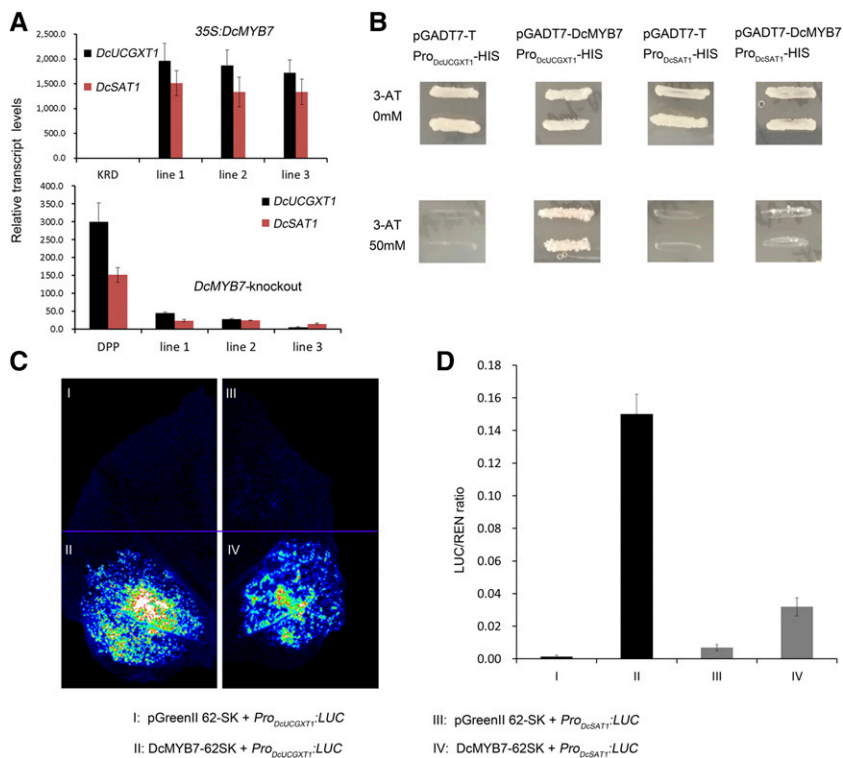 A
Relative transcript levels
35S:DcMYB7
2,500.0
2,000.0
1,500.0
1,000.0
500.0
0.0
DcUCGXT1
DcSAT1
KRD line 1 line 2 line 3
400.0
350.0
300.0
250.0
200.0
150.0
100.0
50.0
0.0
DcUCGXT1
DcSAT1
DcMYB7-knockout
DPP line 1 line 2 line 3
B
pGADT7-T pGADT7-DcMYB7 pGADT7-T pGADT7-DcMYB7
ProDcUCGXT1-HIS ProDcUCGXT1-HIS ProDcSAT1-HIS ProDcSAT1-HIS
3-AT
0mM
3-AT
50mM
C
I III
II IV
D
LUC/REN ratio
0.18
0.16
0.14
0.12
0.10
0.08
0.06
0.04
0.02
0.00
I II III IV
I: pGreenII 62-SK + ProDcUCGXT1:LUC
II: DcMYB7-62SK + ProDcUCGXT1:LUC
III: pGreenII 62-SK + ProDcSAT1:LUC
IV: DcMYB7-62SK + ProDcSAT1:LUC